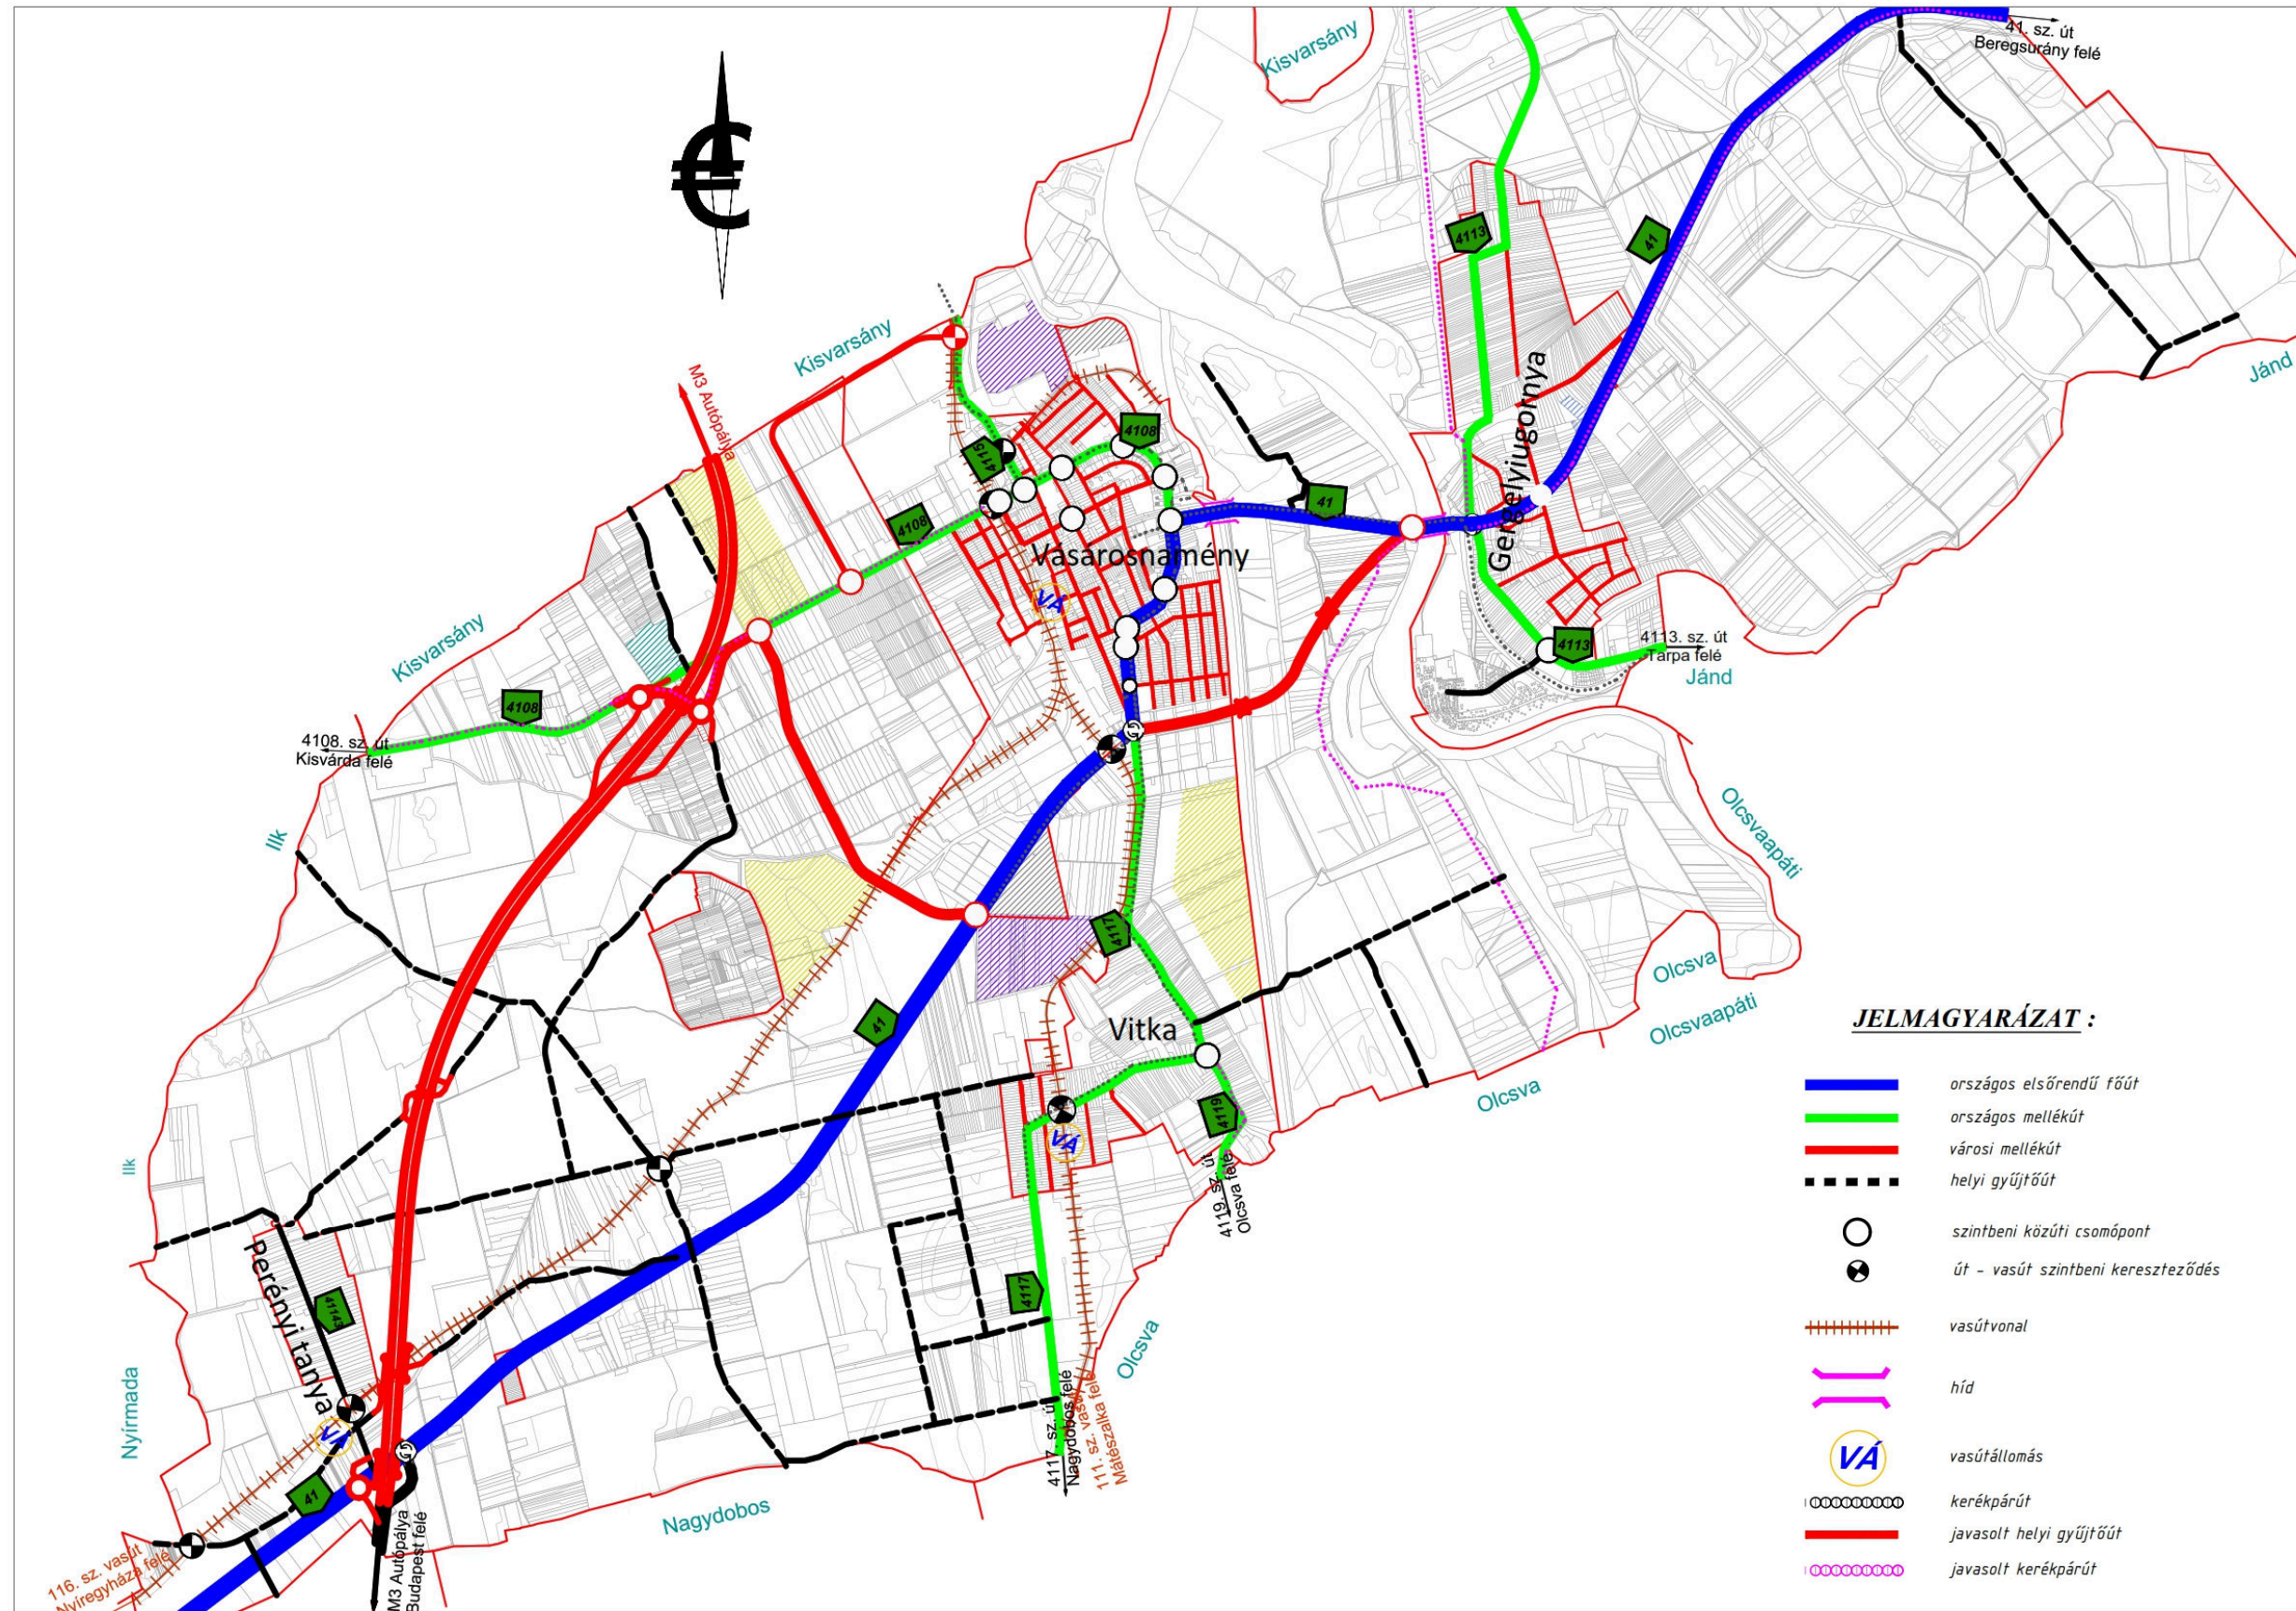 41. sz. út
Beregsurány felé
Kisvarsány
4113
41
Jánd
Kisvarsány
M3 Autópálya
4115
4108
4108
41
Gergelyiugornya
Vásárosnamény
VÁ
Kisvarsány
4108
4108. sz. út
Kisvárda felé
4113
4113. sz. út
Tarpa felé
Jánd
Ilk
Olcsvaapáti
4117
Olcsva
Olcsvaapáti
41
Vitka
Olcsva
4119
VÁ
4119. sz. út
Olcsva felé
Ilk
Perényi tanya
41143
4117
Olcsva
Nyírmada
VÁ
41
Nagydobos
4117. sz. út
Nagydobos felé
111. sz. vasút
Mátészalka felé
M3 Autópálya
Budapest felé
116. sz. vasút
Nyíregyháza felé
JELMAGYARÁZAT :
országos elsőrendű főút
országos mellékút
városi mellékút
helyi gyűjtőút
szintbeni közúti csomópont
út - vasút szintbeni kereszteződés
vasútvonal
híd
VÁ
vasútállomás
kerékpárút
javasolt helyi gyűjtőút
javasolt kerékpárút